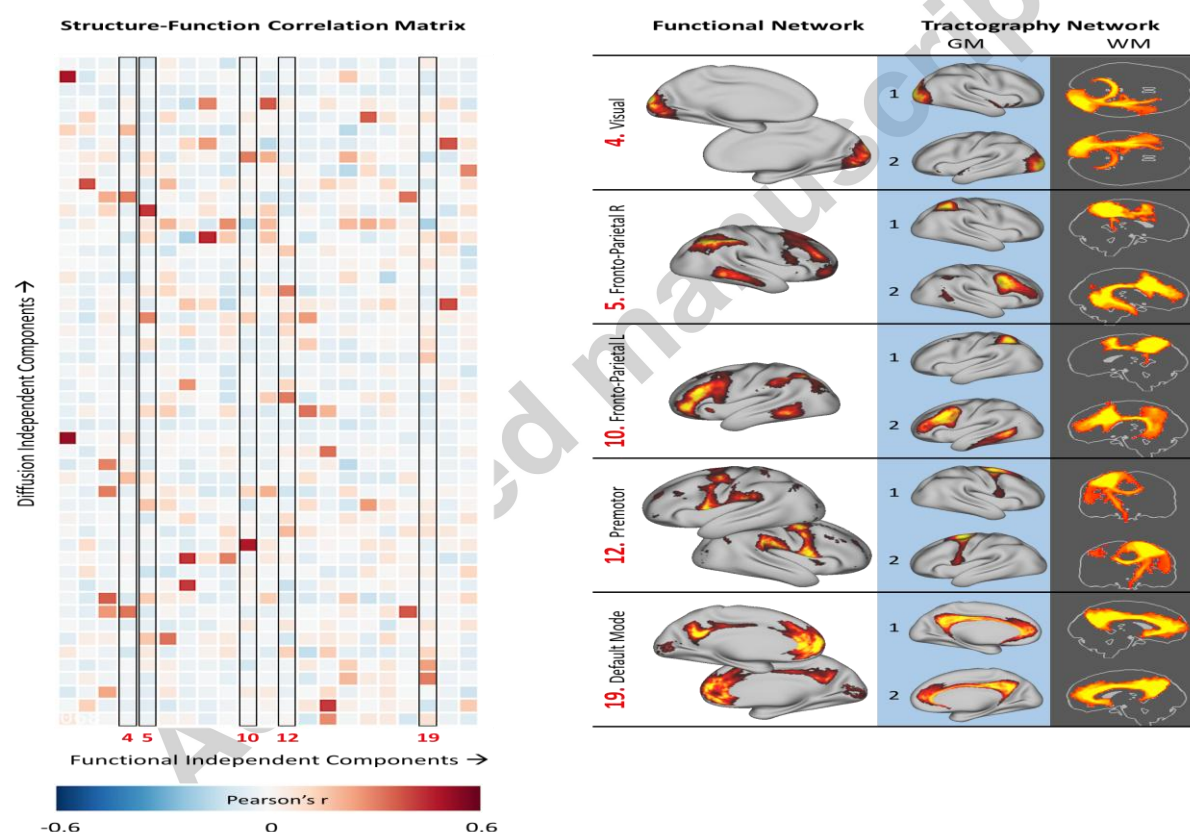 Structure-Function Correlation Matrix
Diffusion Independent Components →
4 5 10 12 19
Functional Independent Components →
Pearson's r
-0.6 0 0.6
Functional Network
Tractography Network
GM WM
4. Visual
1
2
5. Fronto-Parietal R
1
2
10. Fronto-Parietal L
1
2
12. Premotor
1
2
19. Default Mode
1
2
ed manuscrip